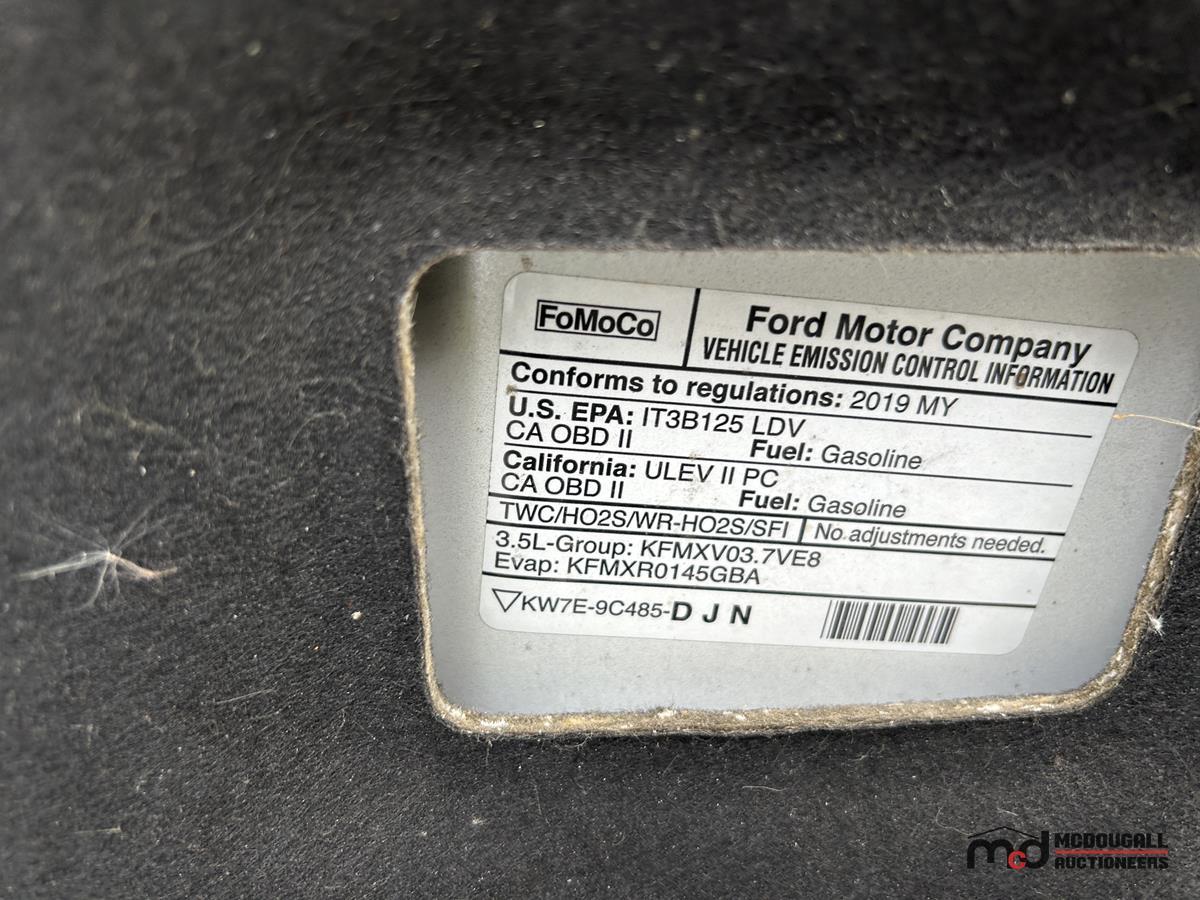 FoMoCo
Ford Motor Company
VEHICLE EMISSION CONTROL INFORMATION
Conforms to regulations: 2019 MY
U.S. EPA: IT3B125 LDV
CA OBD II Fuel: Gasoline
California: ULEV II PC
CA OBD II Fuel: Gasoline
TWC/HO2S/WR-HO2S/SFI No adjustments needed.
3.5L-Group: KFMXV03.7VE8
Evap: KFMXR0145GBA
KW7E-9C485-D J N
mcd MCDOUGALL
AUCTIONEERS